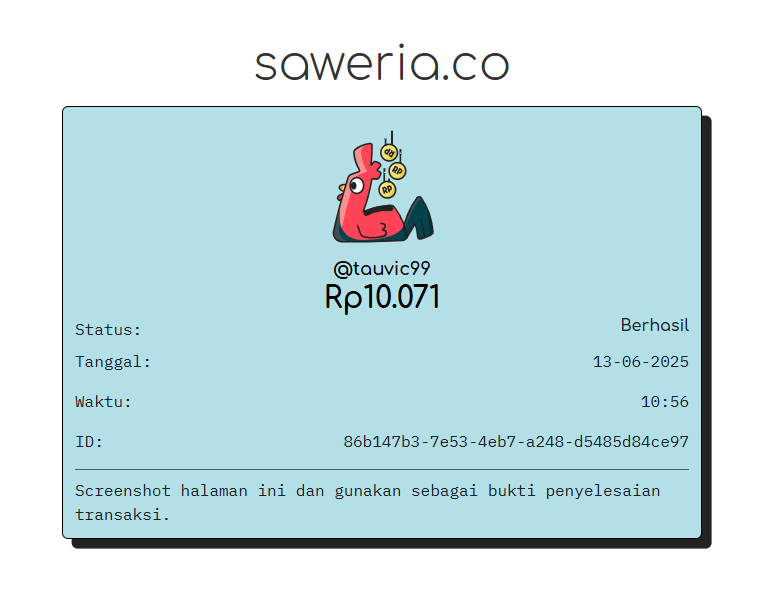 saweria.co
RP
RP
RP
@tauvic99
Rp10.071
Status: Berhasil
Tanggal: 13-06-2025
Waktu: 10:56
ID: 86b147b3-7e53-4eb7-a248-d5485d84ce97
Screenshot halaman ini dan gunakan sebagai bukti penyelesaian
transaksi.